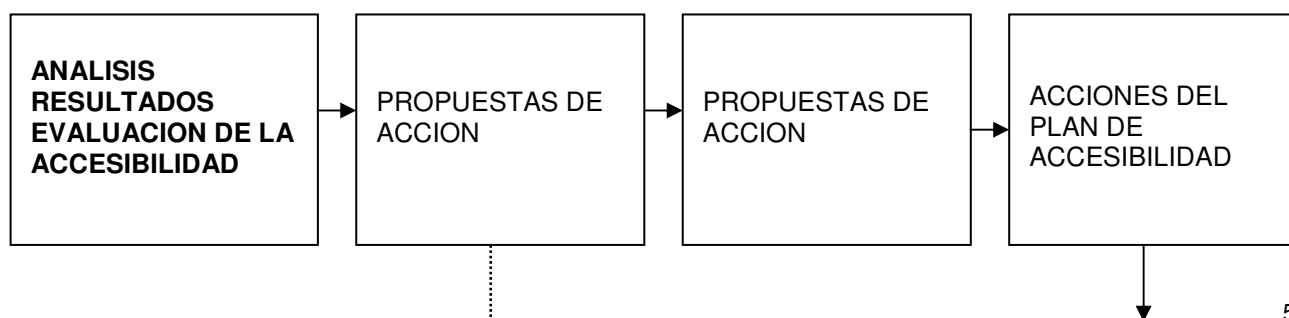 ANALISIS
RESULTADOS
EVALUACION DE LA
ACCESIBILIDAD
PROPUESTAS DE
ACCION
PROPUESTAS DE
ACCION
ACCIONES DEL
PLAN DE
ACCESIBILIDAD